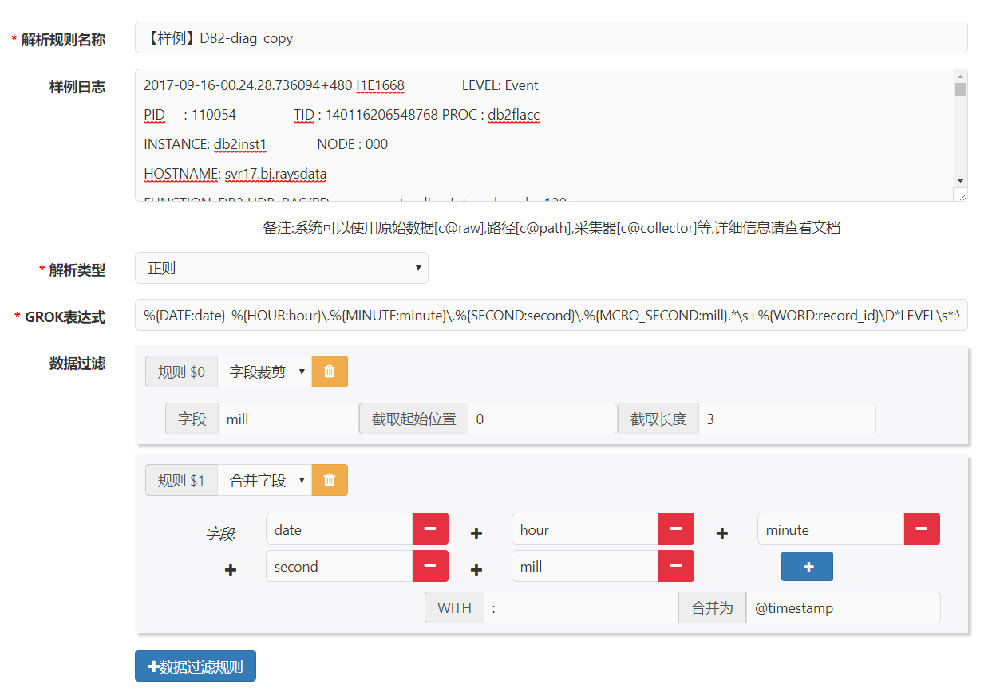 * 解析规则名称 【样例】DB2-diag_copy
样例日志 2017-09-16-00.24.28.736094+480 I1E1668 LEVEL: Event
PID : 110054 TID : 140116206548768 PROC : db2flacc
INSTANCE: db2inst1 NODE : 000
HOSTNAME: svr17.bj.raysdata
备注:系统可以使用原始数据[c@raw],路径[c@path],采集器[c@collector]等,详细信息请查看文档
* 解析类型 正则
* GROK表达式 %{DATE:date}-%{HOUR:hour}\.%{MINUTE:minute}\.%{SECOND:second}\.%{MCRO_SECOND:mill}.*\s+%{WORD:record_id}\D*LEVEL\s*:\
数据过滤 规则 $0 字段裁剪
字段 mill 截取起始位置 0 截取长度 3
规则 $1 合并字段
字段 date + hour + minute
+ second + mill +
WITH : 合并为 @timestamp
+数据过滤规则